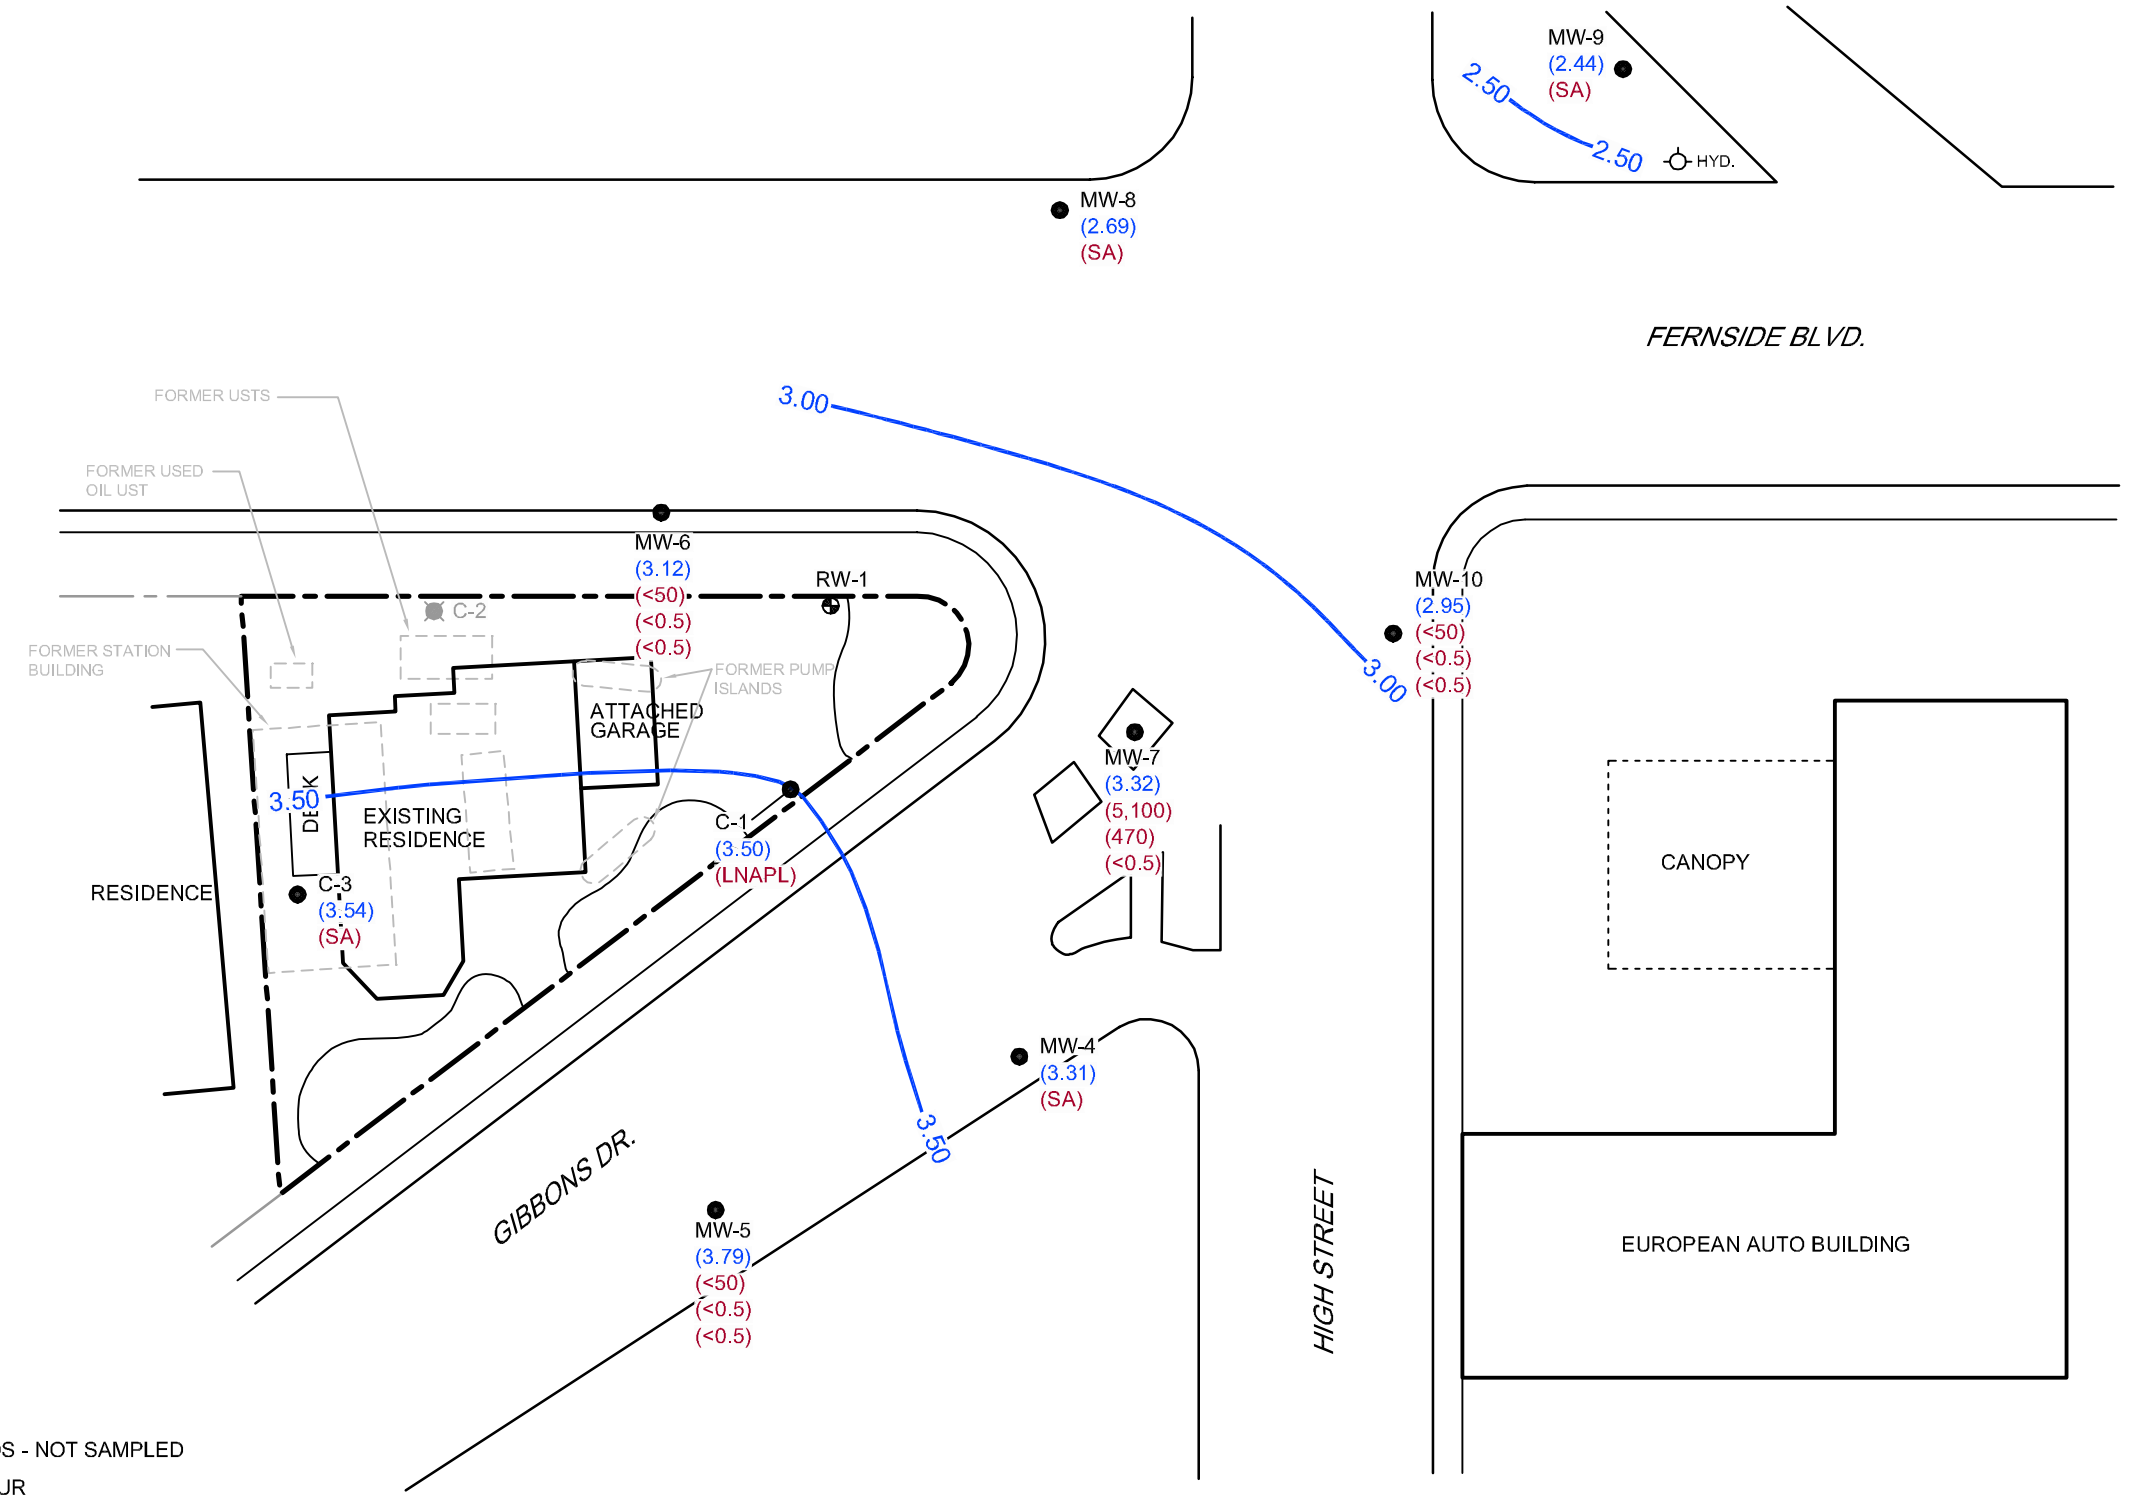 MW-9
(2.44)
(SA)
2.50
2.50
HYD.
MW-8
(2.69)
(SA)
FERNSIDE BLVD.
3.00
FORMER USTS
FORMER USED
OIL UST
MW-6
(3.12)
(<50)
(<0.5)
(<0.5)
RW-1
C-2
MW-10
(2.95)
(<50)
(<0.5)
(<0.5)
3.00
FORMER STATION
BUILDING
FORMER PUMP
ISLANDS
ATTACHED
GARAGE
MW-7
(3.32)
(5,100)
(470)
(<0.5)
3.50
DECK
EXISTING
RESIDENCE
C-1
(3.50)
(LNAPL)
CANOPY
RESIDENCE
C-3
(3.54)
(SA)
MW-4
(3.31)
(SA)
3.50
GIBBONS DR.
MW-5
(3.79)
(<50)
(<0.5)
(<0.5)
HIGH STREET
EUROPEAN AUTO BUILDING
- NOT SAMPLED